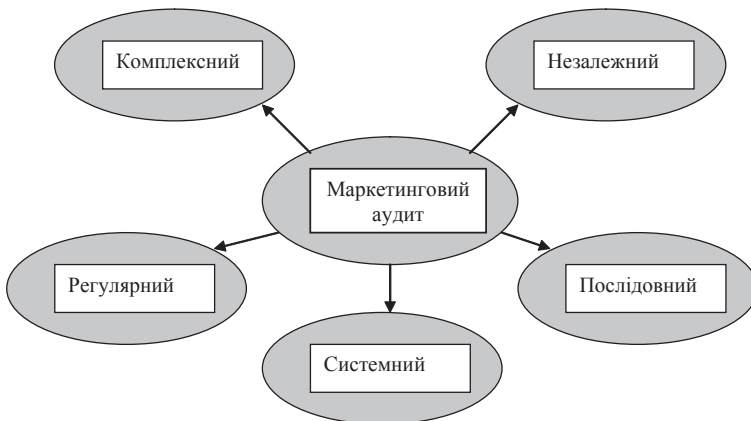 Комплексний
Незалежний
Маркетинговий
аудит
Регулярний
Послідовний
Системний